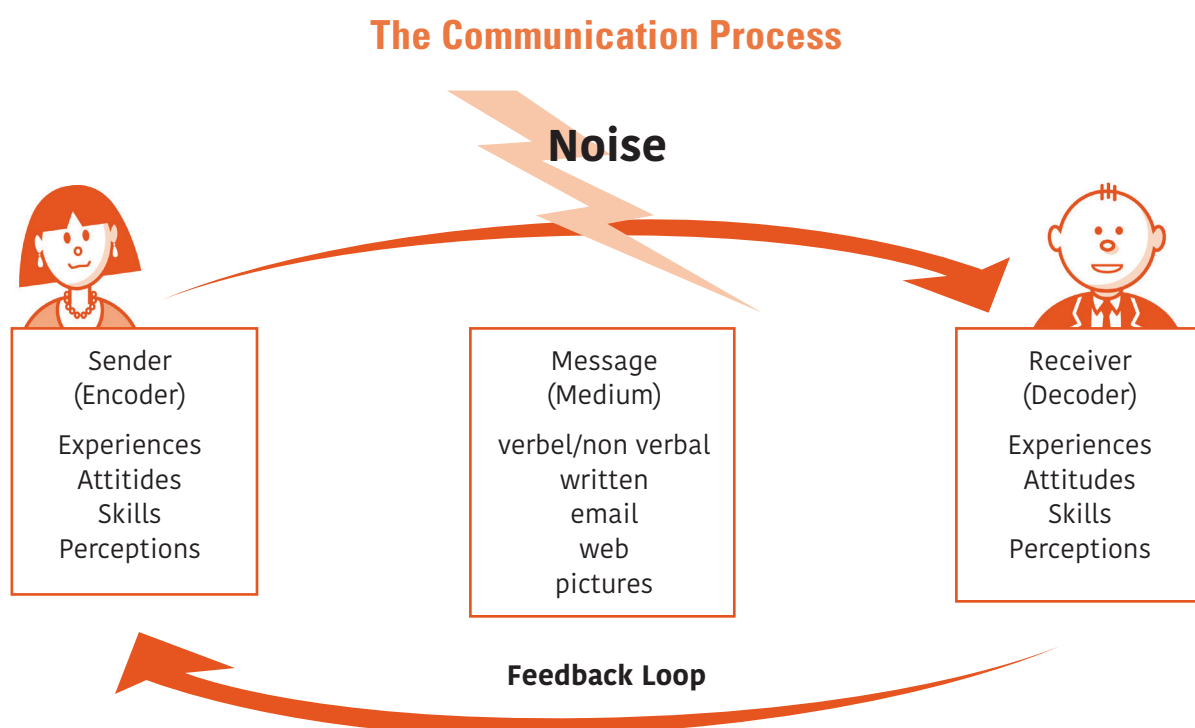 The Communication Process
Noise
Sender
(Encoder)
Experiences
Attitides
Skills
Perceptions
Message
(Medium)
verbel/non verbal
written
email
web
pictures
Receiver
(Decoder)
Experiences
Attitudes
Skills
Perceptions
Feedback Loop